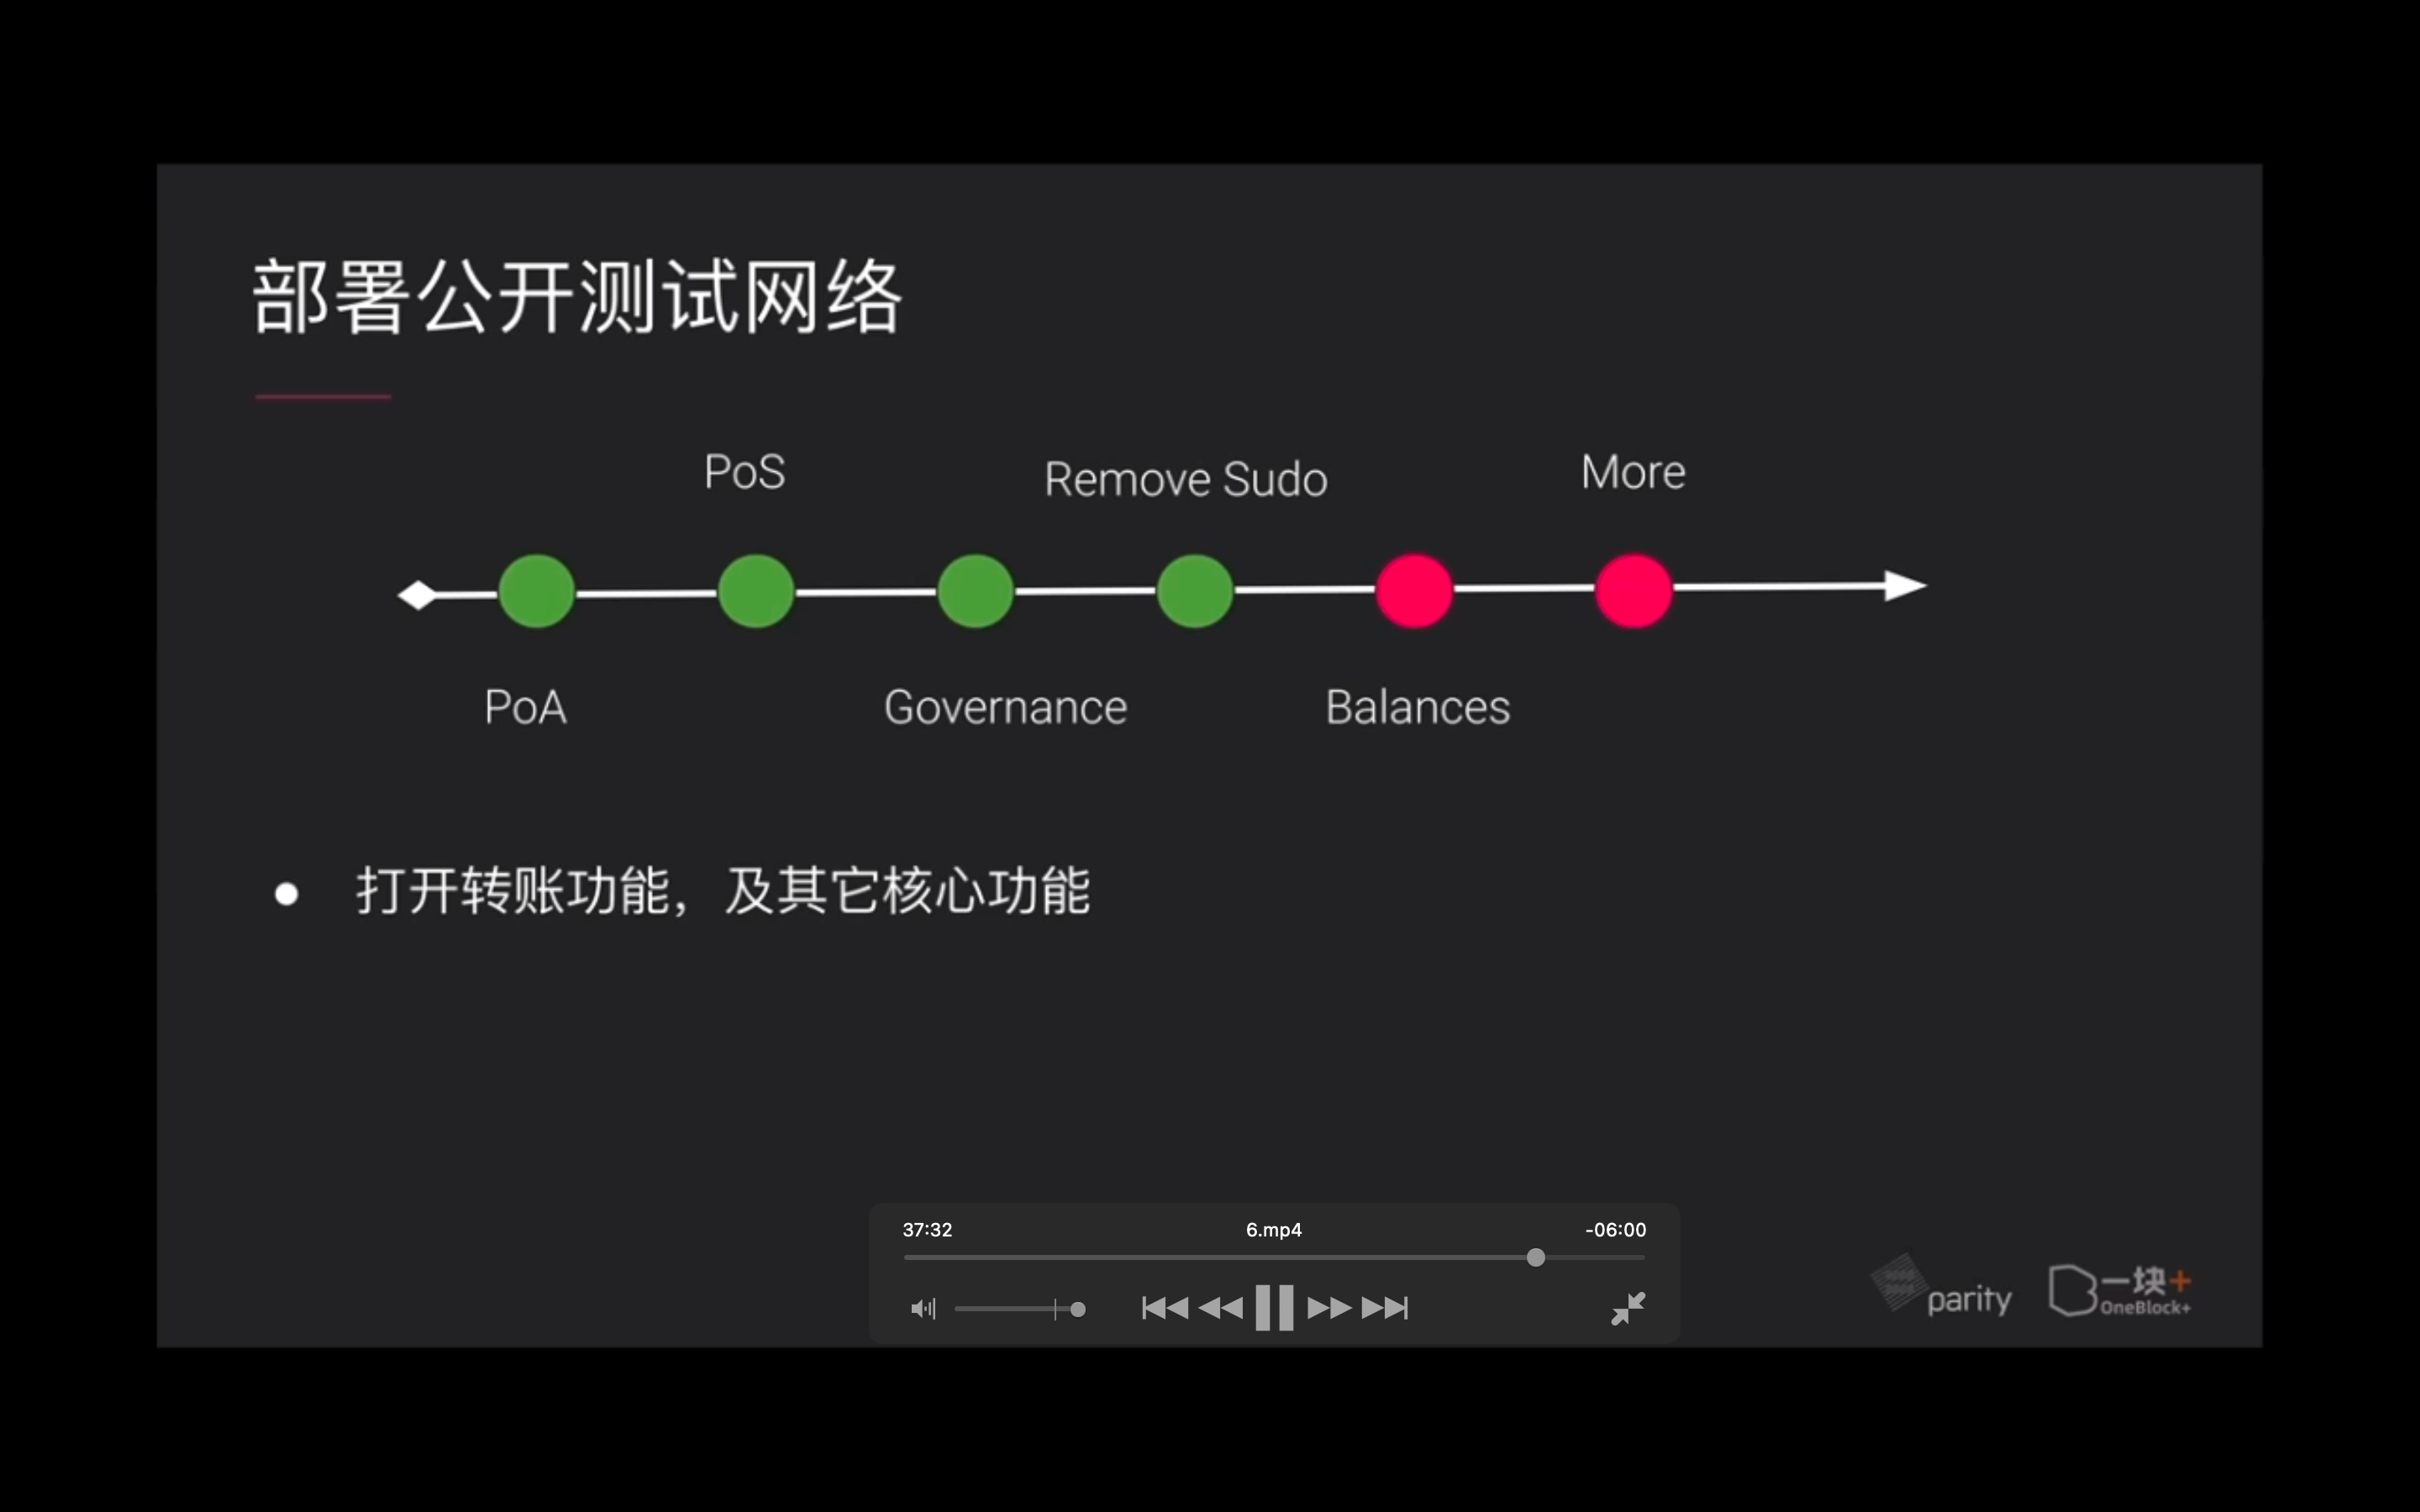 部署公开测试网络
PoS
Remove Sudo
More
PoA
Governance
Balances
打开转账功能，及其它核心功能
37:32
6.mp4
-06:00
parity
一块+
OneBlock+